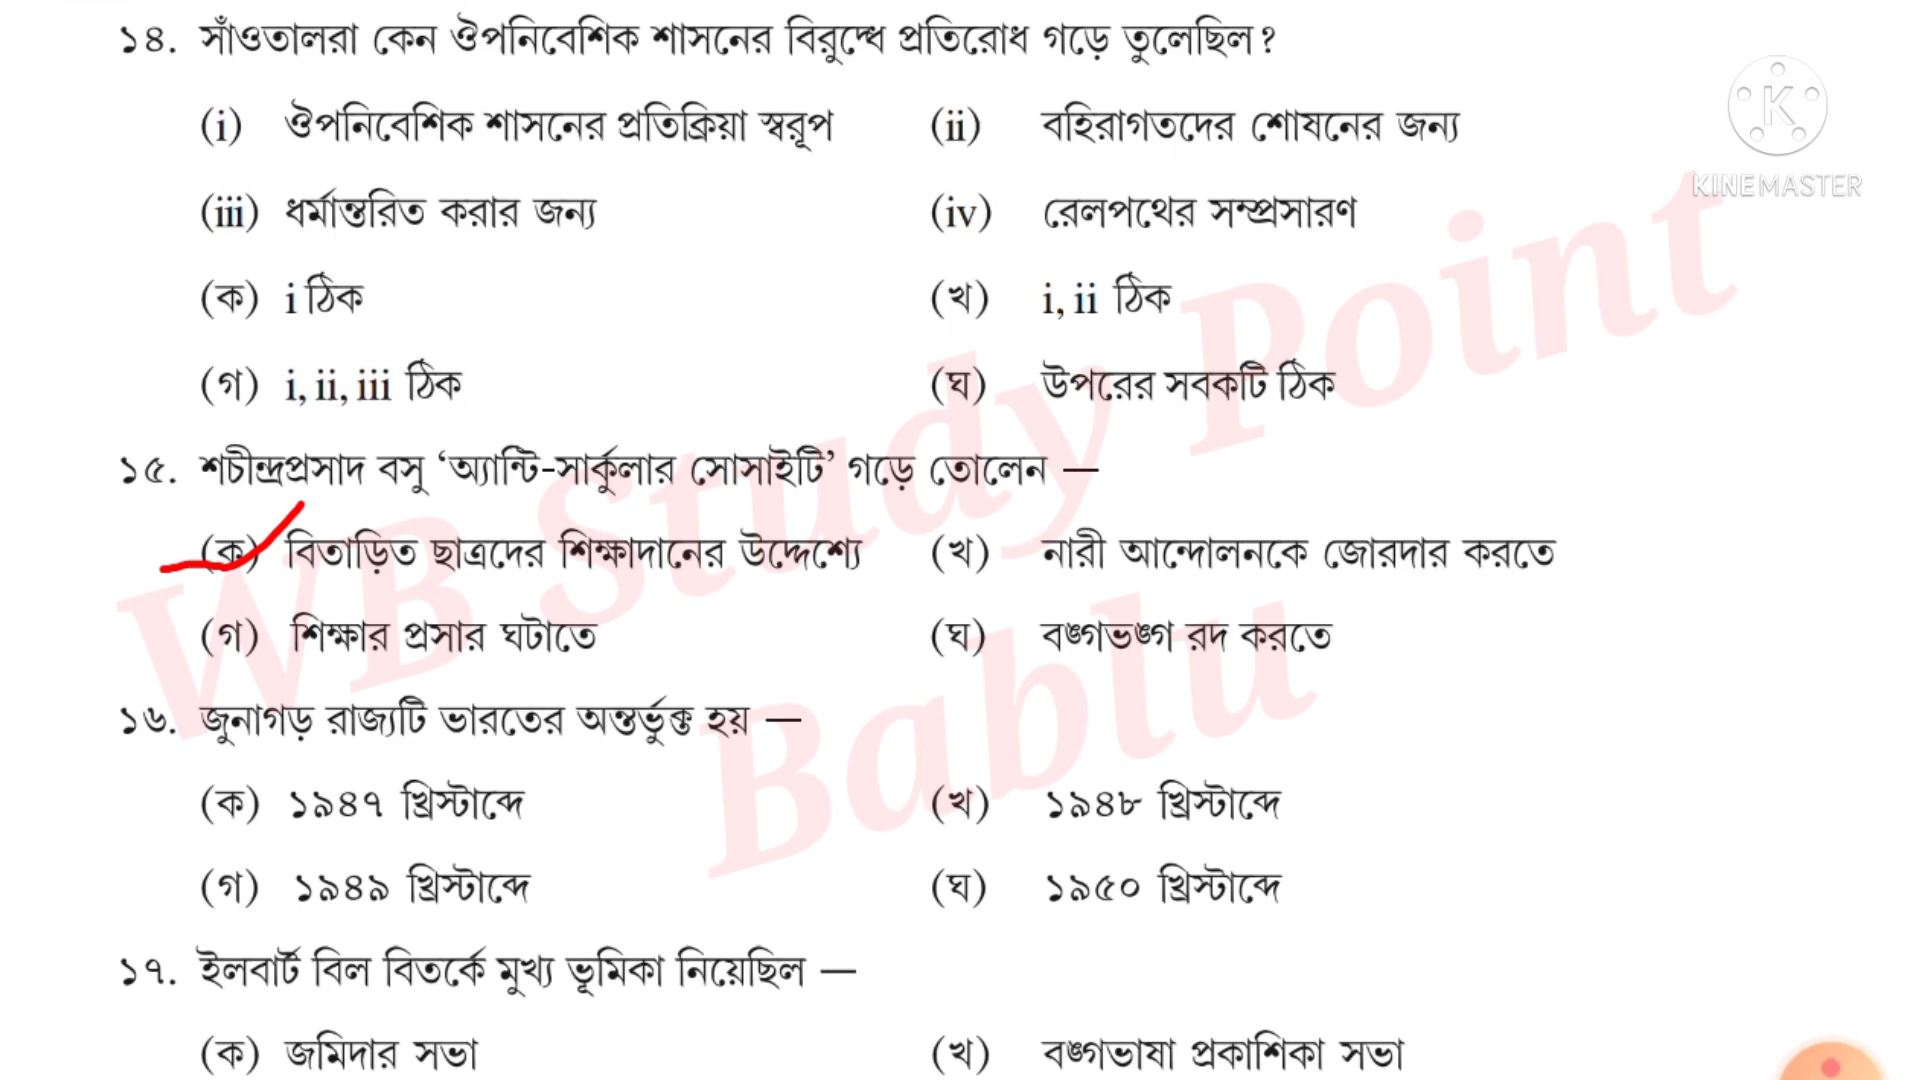 ১৪. সাঁওতালরা কেন ঔপনিবেশিক শাসনের বিরুদ্ধে প্রতিরোধ গড়ে তুলেছিল?
(i) ঔপনিবেশিক শাসনের প্রতিক্রিয়া স্বরূপ (ii) বহিরাগতদের শোষনের জন্য
KINEMASTER
(iii) ধর্মান্তরিত করার জন্য (iv) রেলপথের সম্প্রসারণ
(ক) i ঠিক (খ) i, ii ঠিক
(গ) i, ii, iii ঠিক (ঘ) উপরের সবকটি ঠিক
১৫. শচীন্দ্রপ্রসাদ বসু ‘অ্যান্টি-সার্কুলার সোসাইটি’ গড়ে তোলেন —
(ক) বিতাড়িত ছাত্রদের শিক্ষাদানের উদ্দেশ্যে (খ) নারী আন্দোলনকে জোরদার করতে
(গ) শিক্ষার প্রসার ঘটাতে (ঘ) বঙ্গভঙ্গ রদ করতে
WB Study Point
Bablu
১৬. জুনাগড় রাজ্যটি ভারতের অন্তর্ভুক্ত হয় —
(ক) ১৯৪৭ খ্রিস্টাব্দে (খ) ১৯৪৮ খ্রিস্টাব্দে
(গ) ১৯৪৯ খ্রিস্টাব্দে (ঘ) ১৯৫০ খ্রিস্টাব্দে
১৭. ইলবার্ট বিল বিতর্কে মুখ্য ভূমিকা নিয়েছিল —
(ক) জমিদার সভা (খ) বঙ্গভাষা প্রকাশিকা সভা